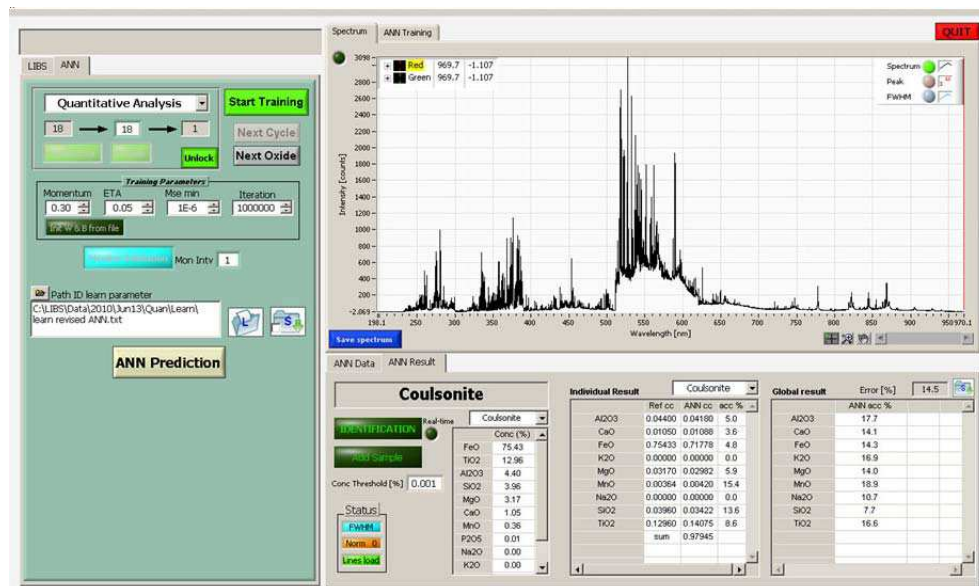 Spectrum ANN Training QUIT
LIBS ANN
Quantitative Analysis Start Training
18 18 1 Next Cycle
Unlock Next Oxide
Training Parameters
Momentum ETA Mse min Iteration
0.30 0.05 1E-6 1000000
Init W & B from file
Mon Intv 1
Path ID learn parameter
C:\LIBS\Data\2010\Jun13\Quan\Learn\
learn revised ANN.txt
ANN Prediction
Red 969.7 -1.107
Green 969.7 -1.107
Spectrum
Peak
FWHM
Intensity [counts]
3098
2800
2600
2400
2200
2000
1800
1600
1400
1200
1000
800
600
400
200
-2.069
198.1 250 300 350 400 450 500 550 600 650 700 750 800 850 900 950 970.1
Wavelength [nm]
Save spectrum
ANN Data ANN Result
Coulsonite
IDENTIFICATION Real-time
Add Sample
Conc Threshold [%] 0.001
Status
FWHM
Norm 0
Lines load
Coulsonite
Conc (%)
FeO 75.43
TiO2 12.96
Al2O3 4.40
SiO2 3.96
MgO 3.17
CaO 1.05
MnO 0.36
P2O5 0.01
Na2O 0.00
K2O 0.00
Individual Result Coulsonite
Ref cc ANN cc acc %
Al2O3 0.04400 0.04180 5.0
CaO 0.01050 0.01088 3.6
FeO 0.75433 0.71778 4.8
K2O 0.00000 0.00000 0.0
MgO 0.03170 0.02982 5.9
MnO 0.00364 0.00420 15.4
Na2O 0.00000 0.00000 0.0
SiO2 0.03960 0.03422 13.6
TiO2 0.12960 0.14075 8.6
sum 0.97945
Global result Error [%] 14.5
ANN acc %
Al2O3 17.7
CaO 14.1
FeO 14.3
K2O 16.9
MgO 14.0
MnO 18.9
Na2O 10.7
SiO2 7.7
TiO2 16.6